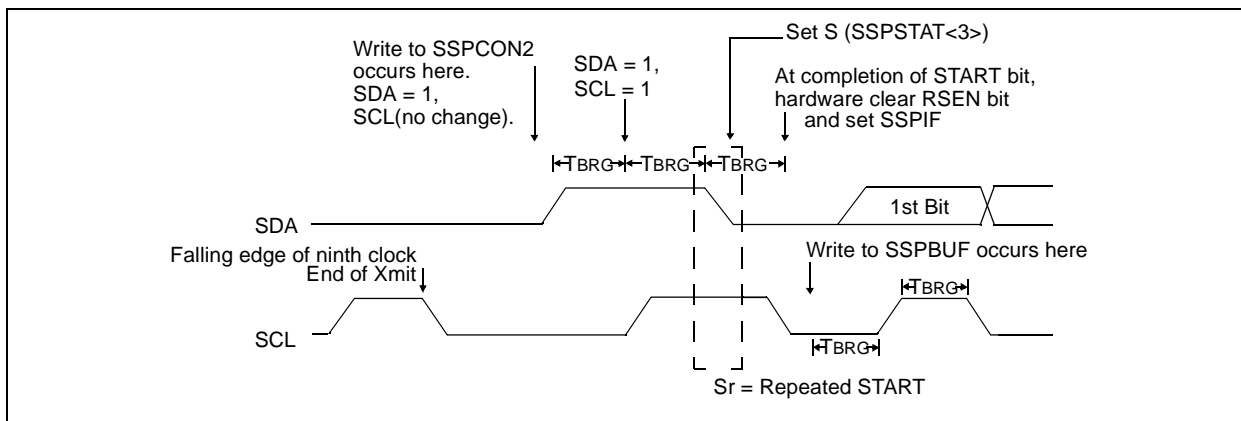 Set S (SSPSTAT<3>)
Write to SSPCON2
occurs here.
SDA = 1,
SCL(no change).
SDA = 1,
SCL = 1
At completion of START bit,
hardware clear RSEN bit
and set SSPIF
TBRG
TBRG
TBRG
SDA
1st Bit
Falling edge of ninth clock
End of Xmit
Write to SSPBUF occurs here
TBRG
SCL
TBRG
Sr = Repeated START